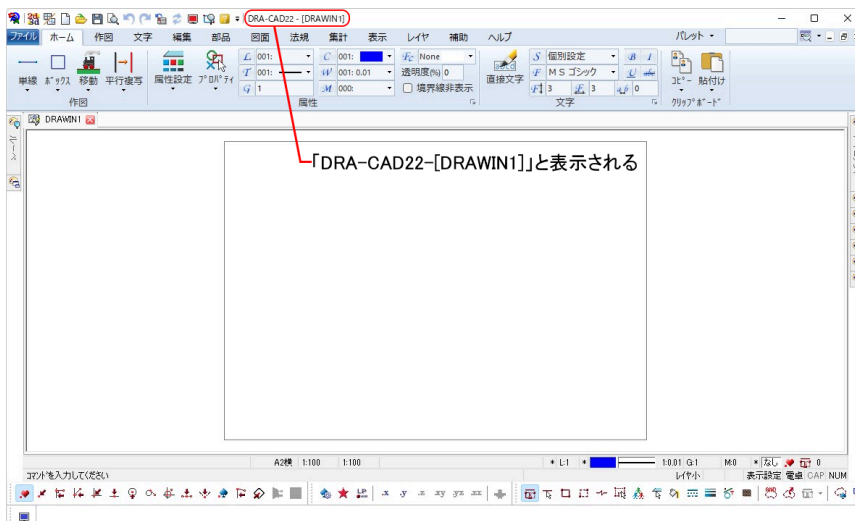 DRA-CAD22 - [DRAWIN1]
ファイル ホーム 作図 文字 編集 部品 図面 法規 集計 表示 レイヤ 補助 ヘルプ パレット
単線 ﾎﾞｯｸｽ 移動 平行複写 属性設定 ﾌﾟﾛﾊﾟﾃｨ
L 001: C 001: Fc None
T 001: W 001: 0.01 透明度(%) 0
G 1 M 000: 境界線非表示
直接文字
S 個別設定 B I
F ＭＳ ゴシック U abc
3 3 0
ｺﾋﾟｰ 貼付け
作図 属性 文字 ｸﾘｯﾌﾟﾎﾞｰﾄﾞ
DRAWIN1
「DRA-CAD22-[DRAWIN1]」と表示される
A2横 1:100 1:100 * L:1 * 1:0.01 G:1 M:0 * なし 0
ｺﾏﾝﾄﾞを入力してください ﾚｲﾔ小 表示設定 電卓 CAP NUM
.x .y .z xy yz zx